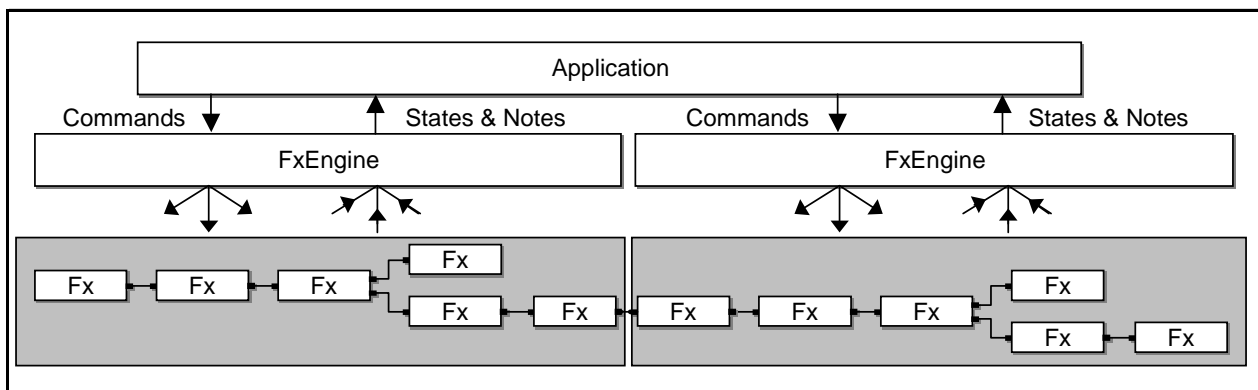 Application
Commands States & Notes Commands States & Notes
FxEngine FxEngine
Fx Fx
Fx Fx Fx
Fx Fx Fx Fx Fx
Fx Fx